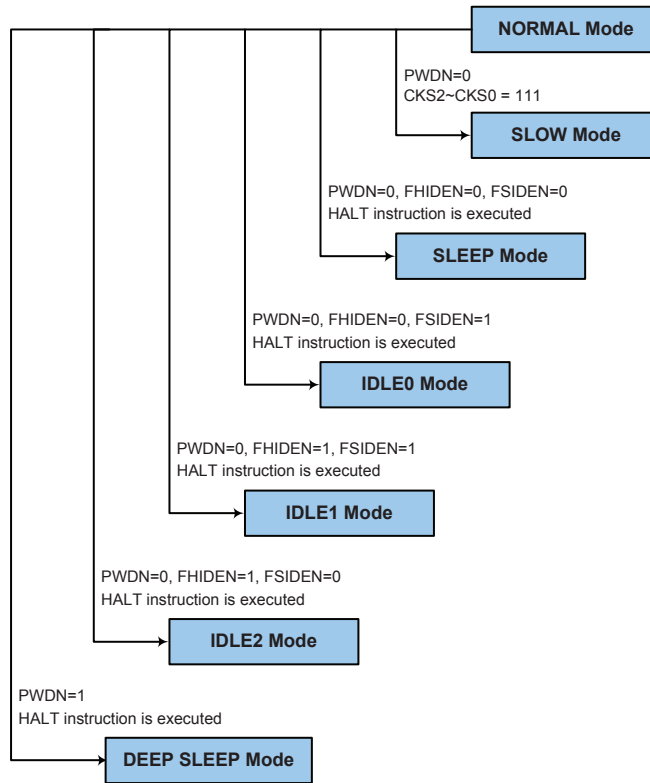 NORMAL Mode
PWDN=0
CKS2~CKS0 = 111
SLOW Mode
PWDN=0, FHIDEN=0, FSIDEN=0
HALT instruction is executed
SLEEP Mode
PWDN=0, FHIDEN=0, FSIDEN=1
HALT instruction is executed
IDLE0 Mode
PWDN=0, FHIDEN=1, FSIDEN=1
HALT instruction is executed
IDLE1 Mode
PWDN=0, FHIDEN=1, FSIDEN=0
HALT instruction is executed
IDLE2 Mode
PWDN=1
HALT instruction is executed
DEEP SLEEP Mode